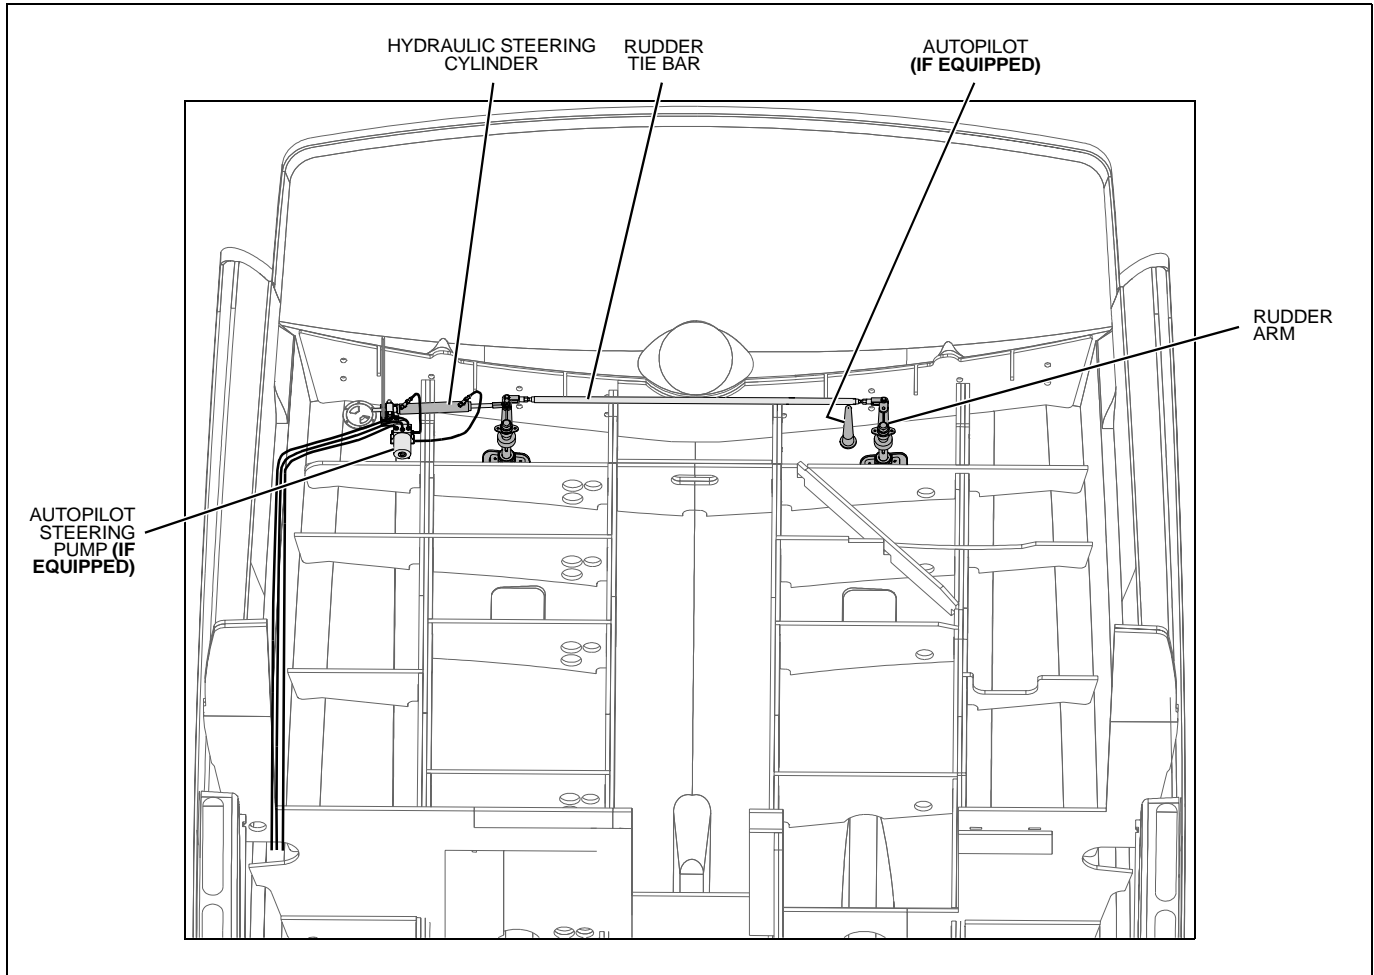 HYDRAULIC STEERING
CYLINDER
RUDDER
TIE BAR
AUTOPILOT
(IF EQUIPPED)
RUDDER
ARM
AUTOPILOT
STEERING
PUMP (IF
EQUIPPED)